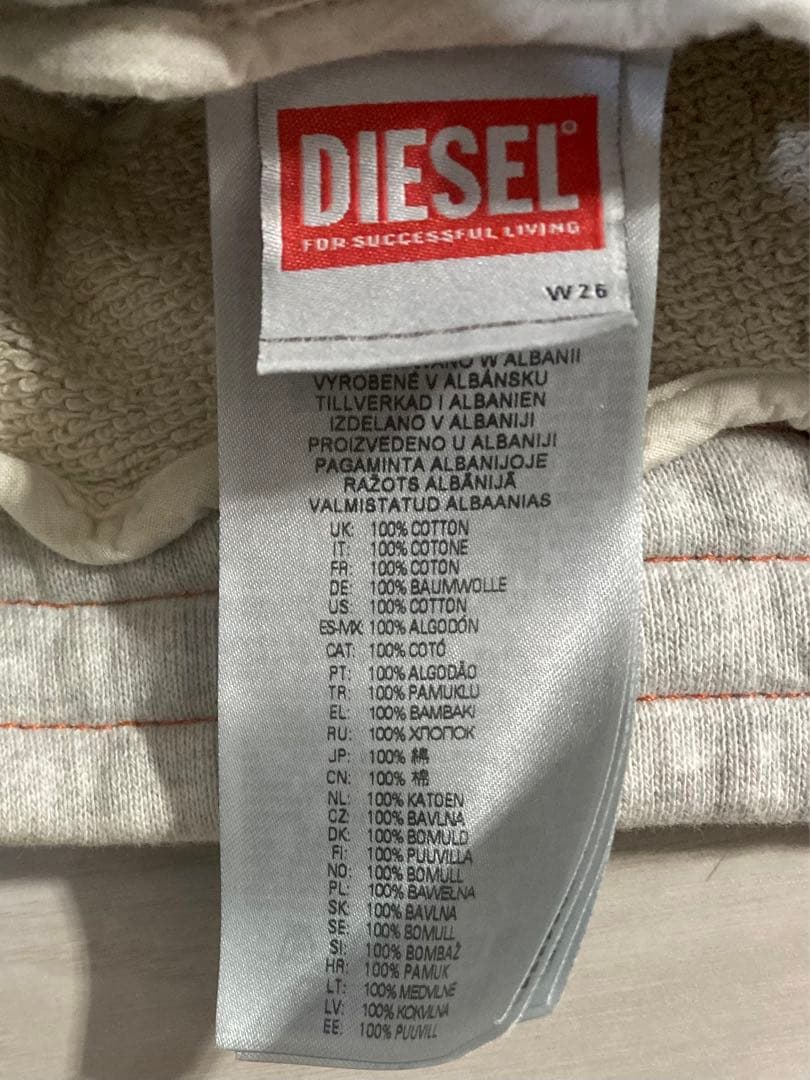 DIESEL
FOR SUCCESSFUL LIVING
W 26
W ALBANII
VYROBENÉ V ALBÁNSKU
TILLVERKAD I ALBANIEN
IZDELANO V ALBANIJI
PROIZVEDENO U ALBANIJI
PAGAMINTA ALBANIJOJE
RAŽOTS ALBĀNIJĀ
VALMISTATUD ALBAANIAS
UK: 100% COTTON
IT: 100% COTONE
FR: 100% COTON
DE: 100% BAUMWOLLE
US: 100% COTTON
ES-MX: 100% ALGODÓN
CAT: 100% COTÓ
PT: 100% ALGODÃO
TR: 100% PAMUKLU
EL: 100% BAMBAKI
RU: 100% ХЛОПОК
JP: 100% 綿
CN: 100% 棉
NL: 100% KATOEN
CZ: 100% BAVLNA
DK: 100% BOMULD
FI: 100% PUUVILLA
NO: 100% BOMULL
PL: 100% BAWEŁNA
SK: 100% BAVLNA
SE: 100% BOMULL
SI: 100% BOMBAŽ
HR: 100% PAMUK
LT: 100% MEDVILNĖ
LV: 100% KOKVILNA
EE: 100% PUUVILL